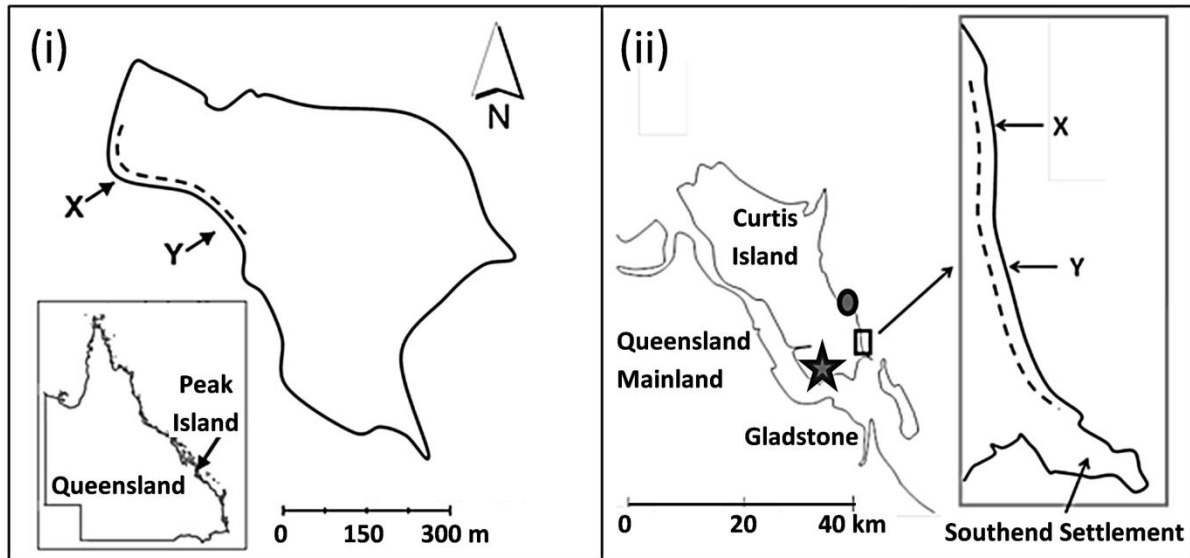 (i)
N
X
Y
Peak
Island
Queensland
0 150 300 m
(ii)
X
Curtis
Island
Y
Queensland
Mainland
Gladstone
0 20 40 km
Southend Settlement